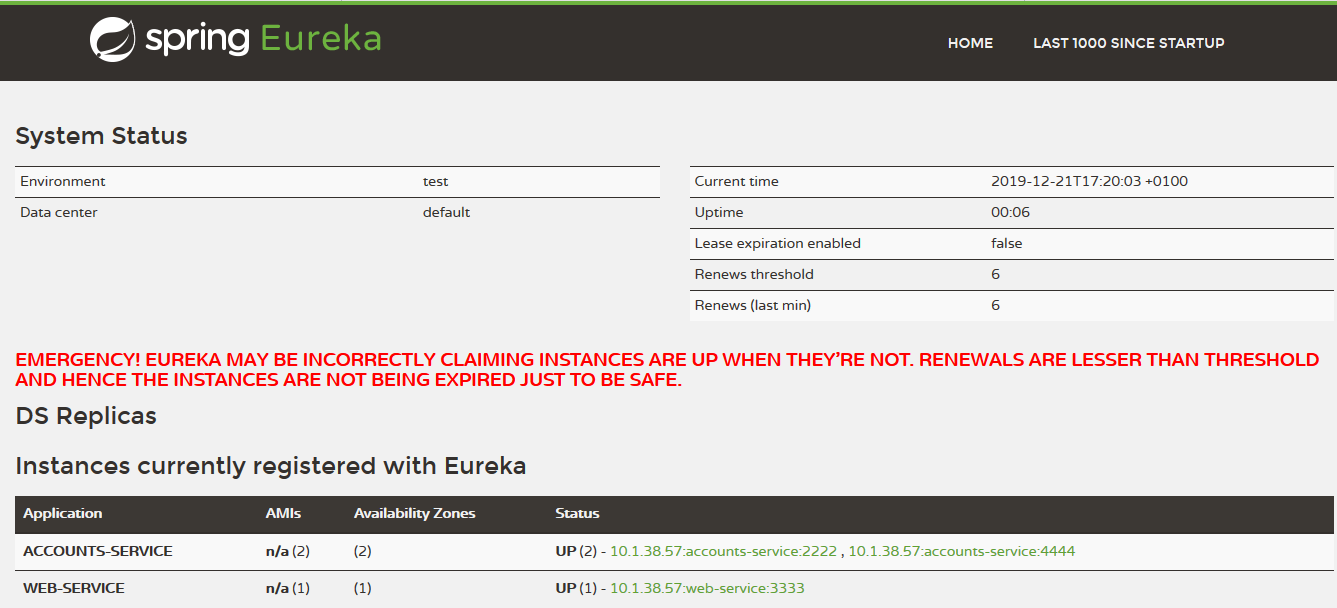 spring Eureka
HOME LAST 1000 SINCE STARTUP
System Status
Environment test
Data center default
Current time 2019-12-21T17:20:03 +0100
Uptime 00:06
Lease expiration enabled false
Renews threshold 6
Renews (last min) 6
EMERGENCY! EUREKA MAY BE INCORRECTLY CLAIMING INSTANCES ARE UP WHEN THEY'RE NOT. RENEWALS ARE LESSER THAN THRESHOLD
AND HENCE THE INSTANCES ARE NOT BEING EXPIRED JUST TO BE SAFE.
DS Replicas
Instances currently registered with Eureka
Application AMIs Availability Zones Status
ACCOUNTS-SERVICE n/a (2) (2) UP (2) - 10.1.38.57:accounts-service:2222 , 10.1.38.57:accounts-service:4444
WEB-SERVICE n/a (1) (1) UP (1) - 10.1.38.57:web-service:3333